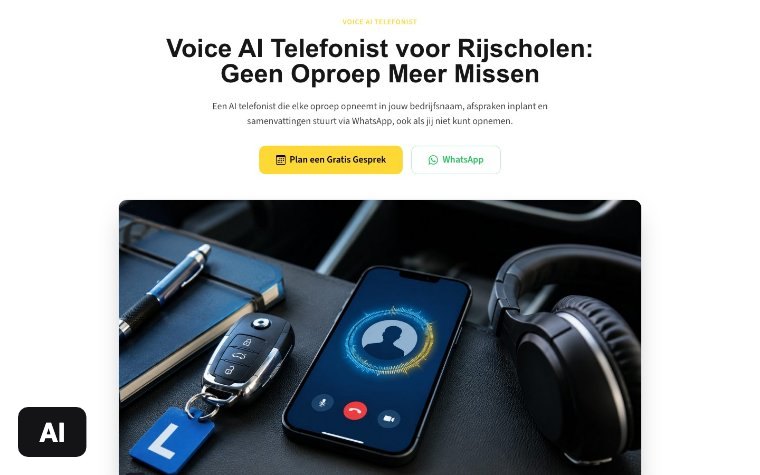 VOICE AI TELEFONIST
Voice AI Telefonist voor Rijscholen:
Geen Oproep Meer Missen
Een AI telefonist die elke oproep opneemt in jouw bedrijfsnaam, afspraken inplant en
samenvattingen stuurt via WhatsApp, ook als jij niet kunt opnemen.
Plan een Gratis Gesprek
WhatsApp
L
AI